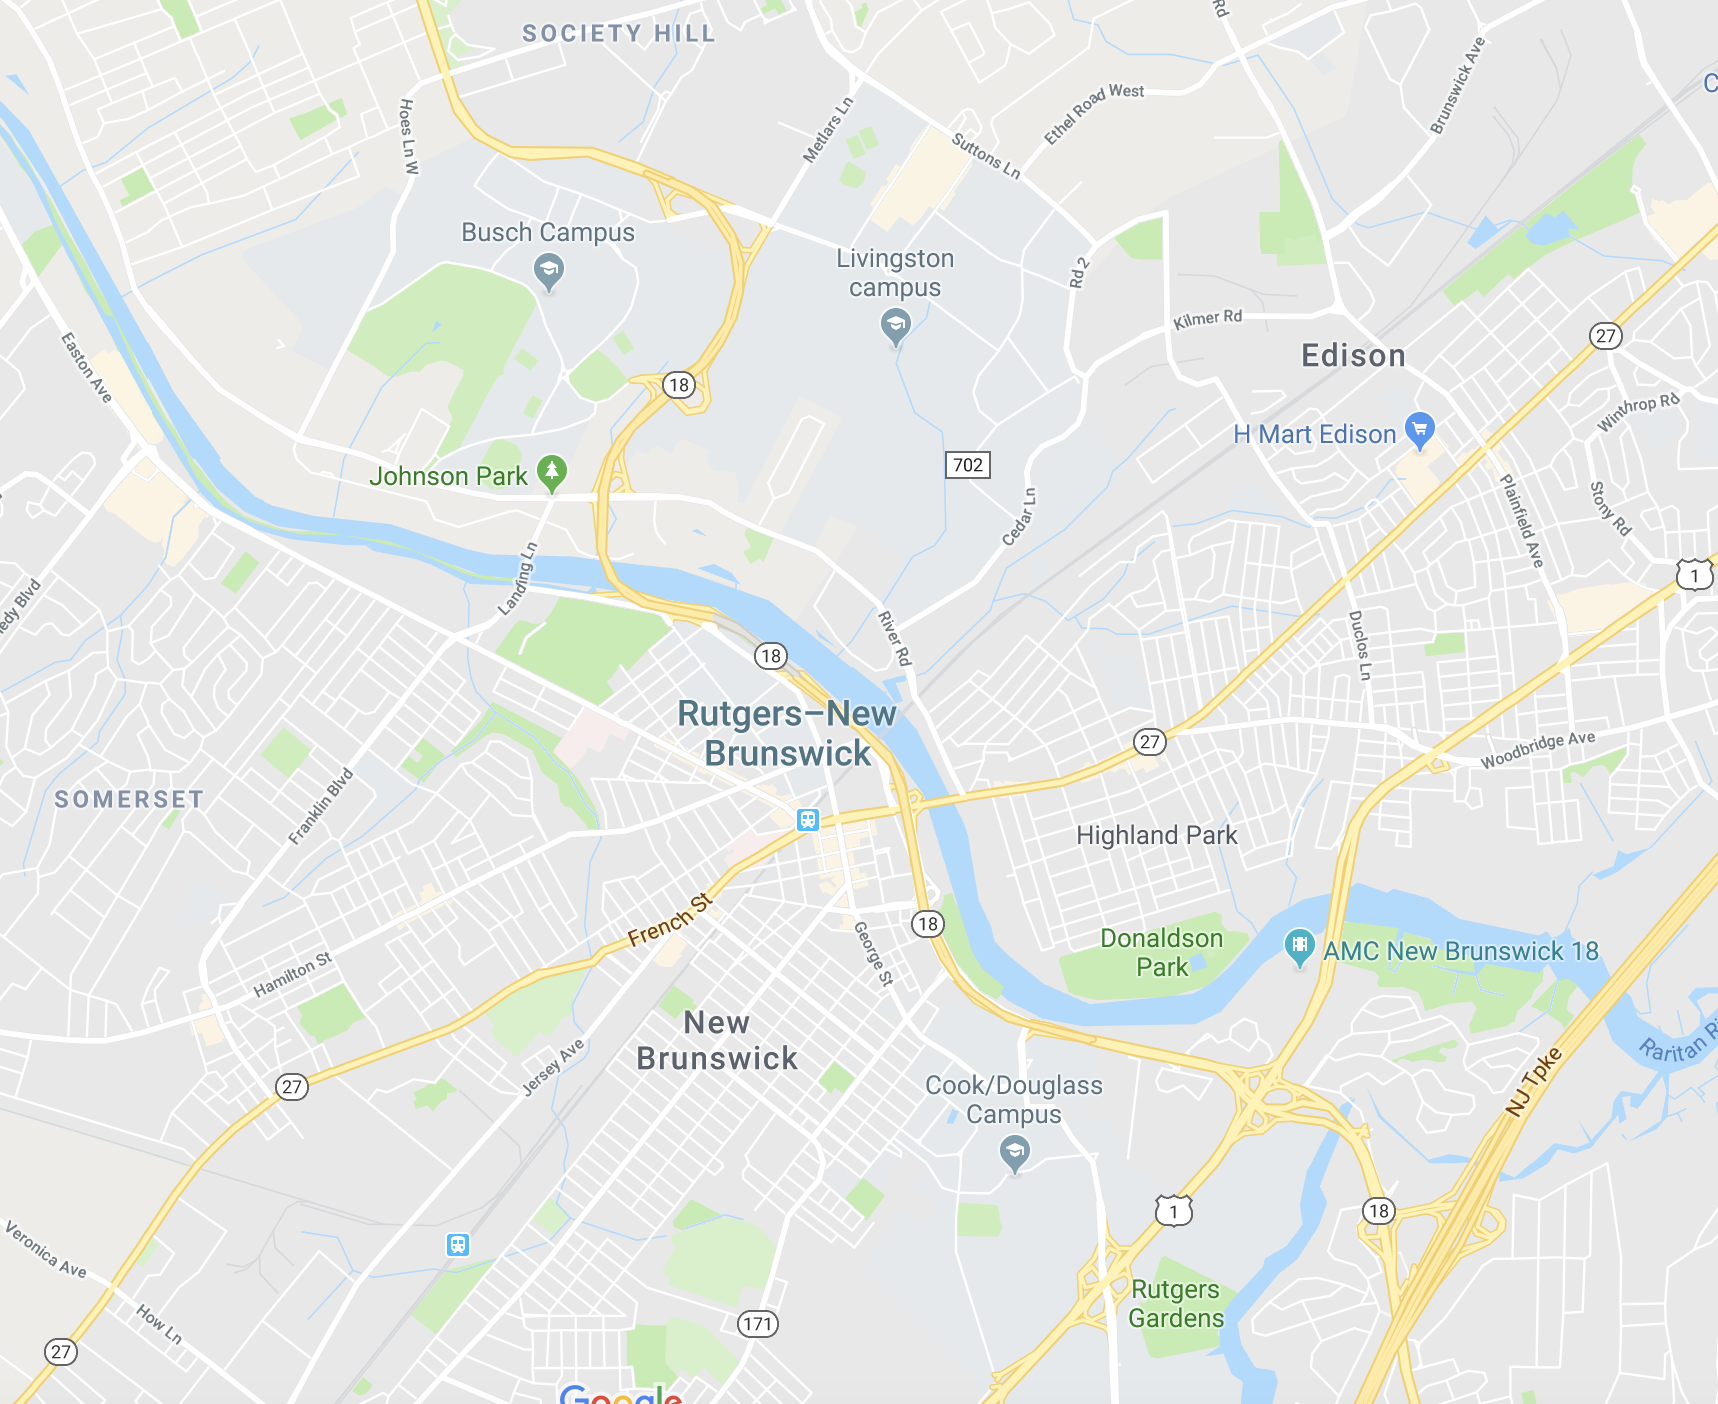 SOCIETY HILL
Hoes Ln W
Metlars Ln
Suttons Ln
Ethel Road West
Rd
Brunswick Ave
C
Busch Campus
Livingston
campus
Rd 2
Kilmer Rd
Edison
27
Easton Ave
18
Winthrop Rd
H Mart Edison
702
Johnson Park
Cedar Ln
Plainfield Ave
Stony Rd
1
Landing Ln
edy Blvd
River Rd
Duclos Ln
18
Rutgers–New
Brunswick
27
Woodbridge Ave
SOMERSET
Franklin Blvd
Highland Park
French St
18
George St
Donaldson
Park
AMC New Brunswick 18
Hamilton St
New
Brunswick
Raritan Ri
NJ Tpke
Jersey Ave
27
Cook/Douglass
Campus
1
18
Veronica Ave
How Ln
Rutgers
Gardens
171
27
Google